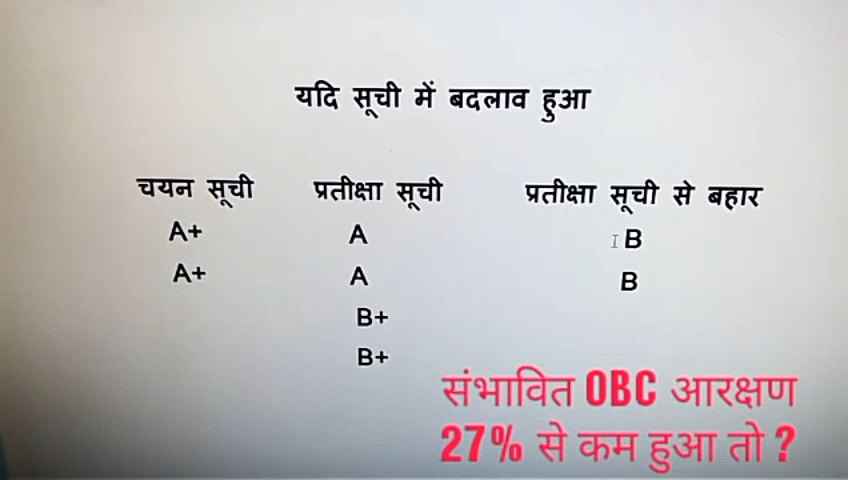 यदि सूची में बदलाव हुआ
चयन सूची प्रतीक्षा सूची प्रतीक्षा सूची से बहार
A+ A B
A+ A B
B+
B+
संभावित OBC आरक्षण
27% से कम हुआ तो ?